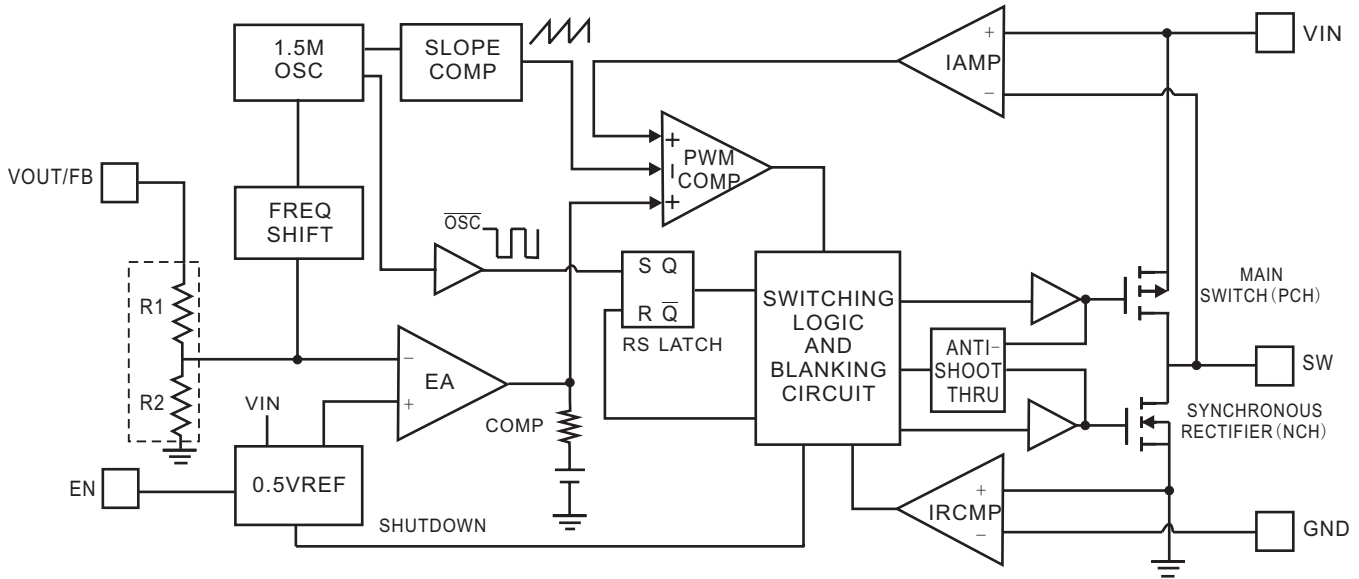 1.5M
OSC
SLOPE
COMP
+
IAMP
−
VIN
VOUT/FB
FREQ
SHIFT
+
PWM
I
COMP
+
OSC
S Q
R Q
RS LATCH
SWITCHING
LOGIC
AND
BLANKING
CIRCUIT
MAIN
SWITCH(PCH)
R1
R2
−
EA
+
ANTI−
SHOOT
THRU
SW
VIN
COMP
SYNCHRONOUS
RECTIFIER(NCH)
EN
0.5VREF
SHUTDOWN
+
IRCMP
−
GND